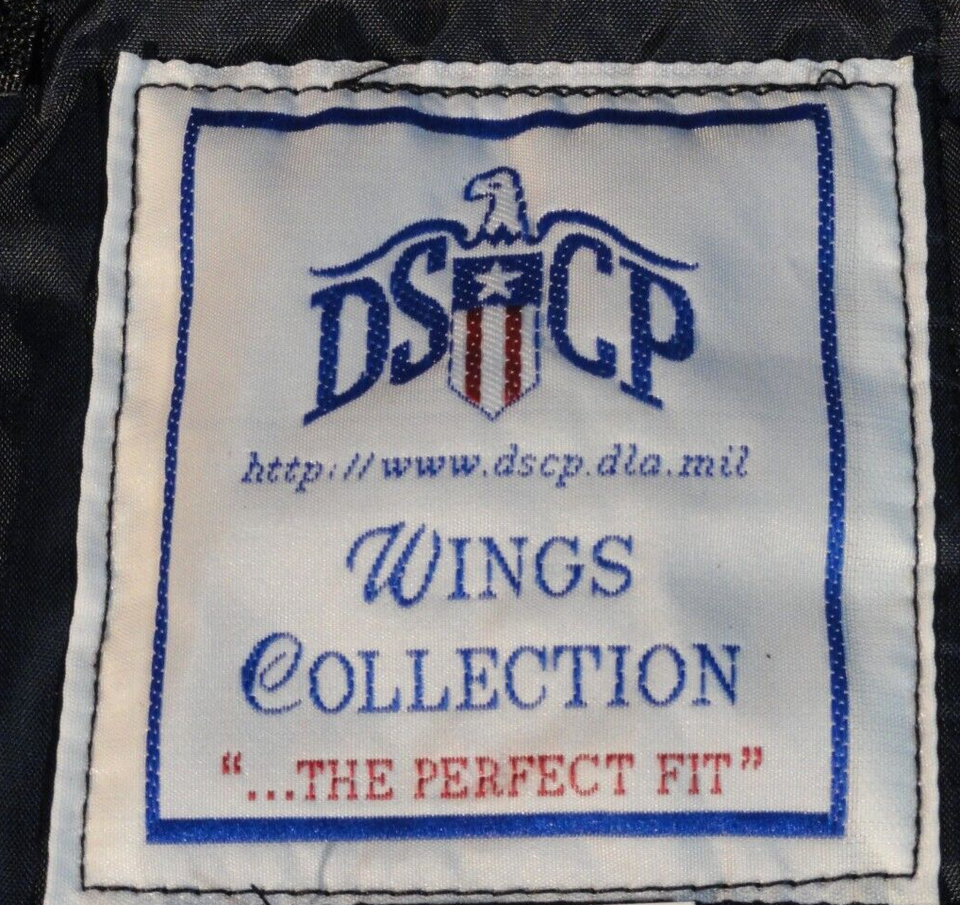 DSCP
http://www.dscp.dla.mil
WINGS
COLLECTION
“...THE PERFECT FIT”